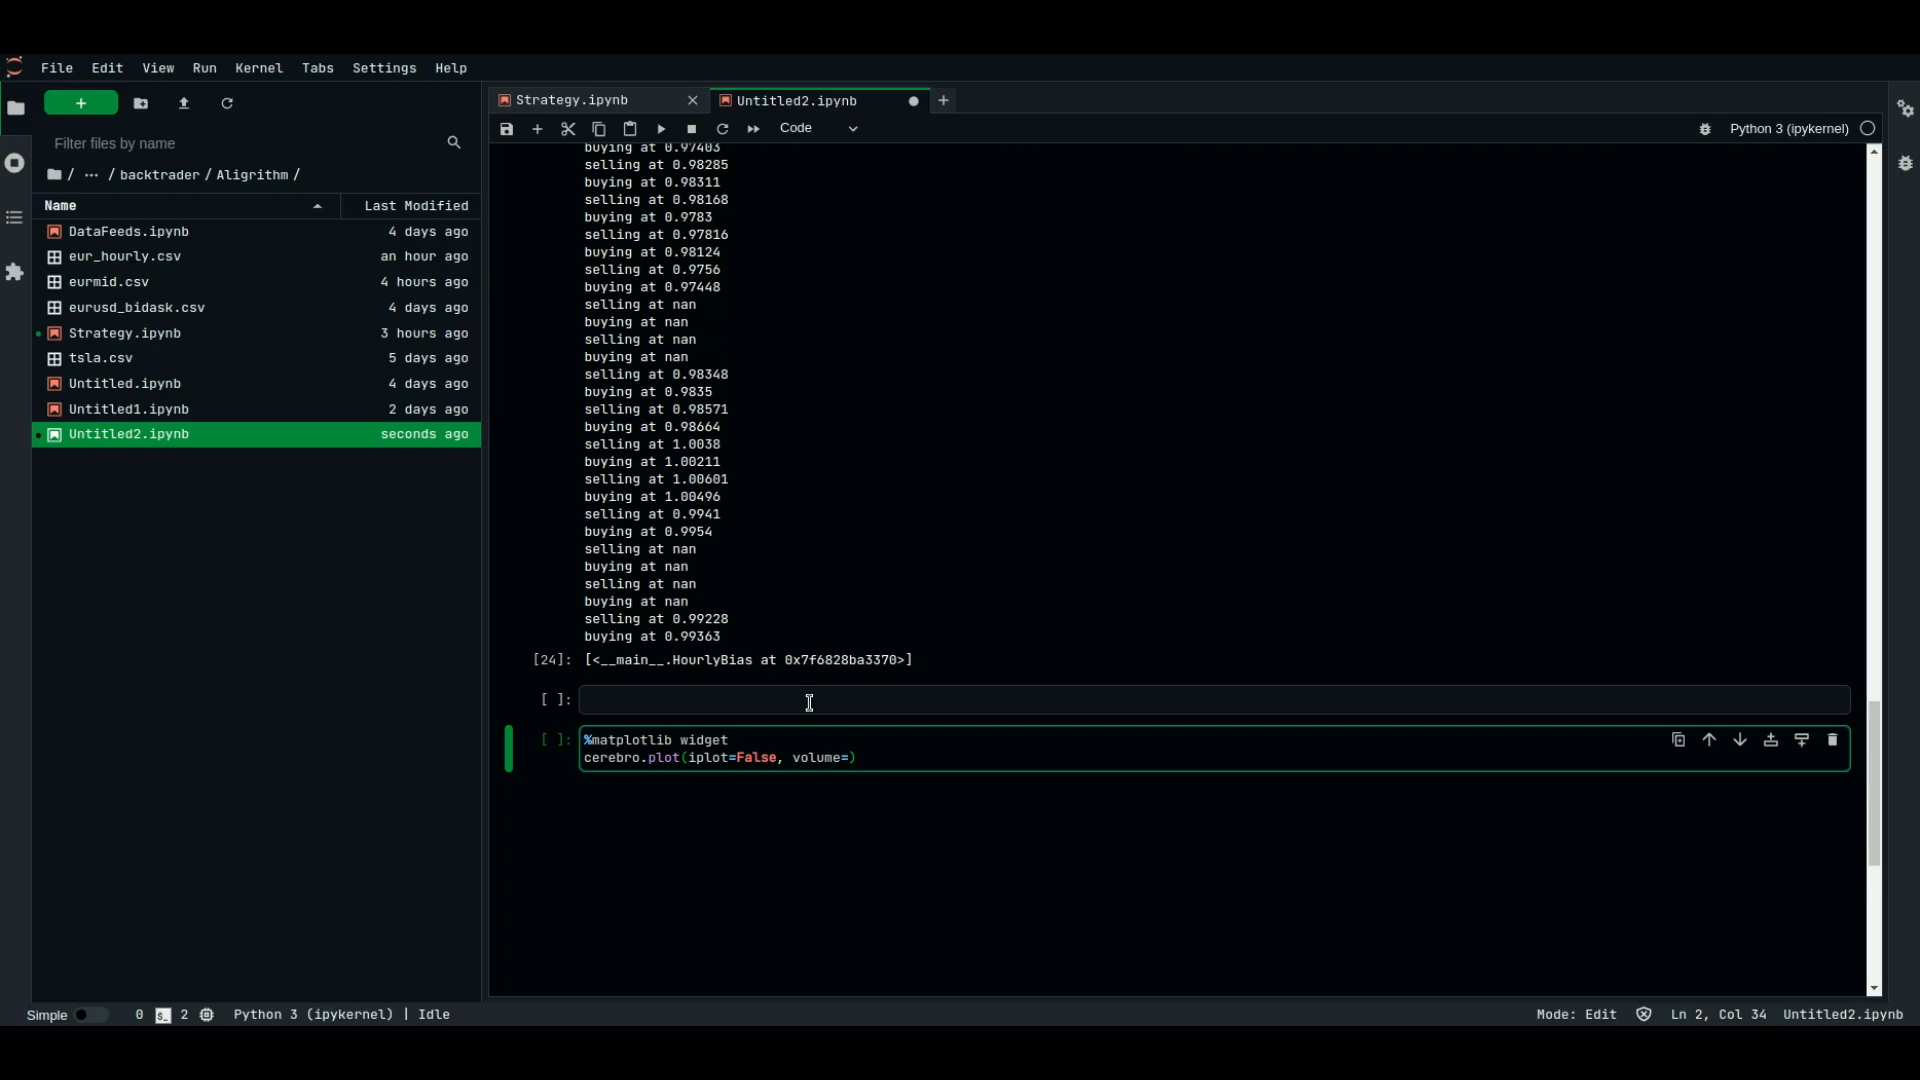 File Edit View Run Kernel Tabs Settings Help
+
Filter files by name
/ ··· / backtrader / Aligrithm /
Name Last Modified
DataFeeds.ipynb 4 days ago
eur_hourly.csv an hour ago
eurmid.csv 4 hours ago
eurusd_bidask.csv 4 days ago
Strategy.ipynb 3 hours ago
tsla.csv 5 days ago
Untitled.ipynb 4 days ago
Untitled1.ipynb 2 days ago
Untitled2.ipynb seconds ago
Strategy.ipynb Untitled2.ipynb
Code Python 3 (ipykernel)
buying at 0.97403
selling at 0.98285
buying at 0.98311
selling at 0.98168
buying at 0.9783
selling at 0.97816
buying at 0.98124
selling at 0.9756
buying at 0.97448
selling at nan
buying at nan
selling at nan
buying at nan
selling at 0.98348
buying at 0.9835
selling at 0.98571
buying at 0.98664
selling at 1.0038
buying at 1.00211
selling at 1.00601
buying at 1.00496
selling at 0.9941
buying at 0.9954
selling at nan
buying at nan
selling at nan
buying at nan
selling at 0.99228
buying at 0.99363
[24]: [<__main__.HourlyBias at 0x7f6828ba3370>]
[ ]:
[ ]: %matplotlib widget
cerebro.plot(iplot=False, volume=)
Simple 0 $_ 2 Python 3 (ipykernel) | Idle Mode: Edit Ln 2, Col 34 Untitled2.ipynb